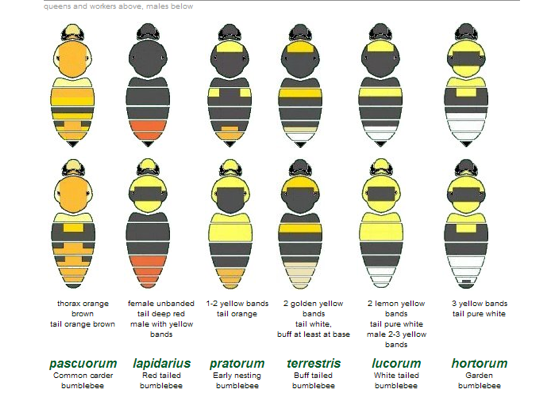 queens and workers above, males below
thorax orange
brown
tail orange brown
female unbanded
tail deep red
male with yellow
bands
1-2 yellow bands
tail orange
2 golden yellow
bands
tail white,
buff at least at base
2 lemon yellow
bands
tail pure white
male 2-3 yellow
bands
3 yellow bands
tail pure white
pascuorum
Common carder
bumblebee
lapidarius
Red tailed
bumblebee
pratorum
Early nesting
bumblebee
terrestris
Buff tailed
bumblebee
lucorum
White tailed
bumblebee
hortorum
Garden
bumblebee